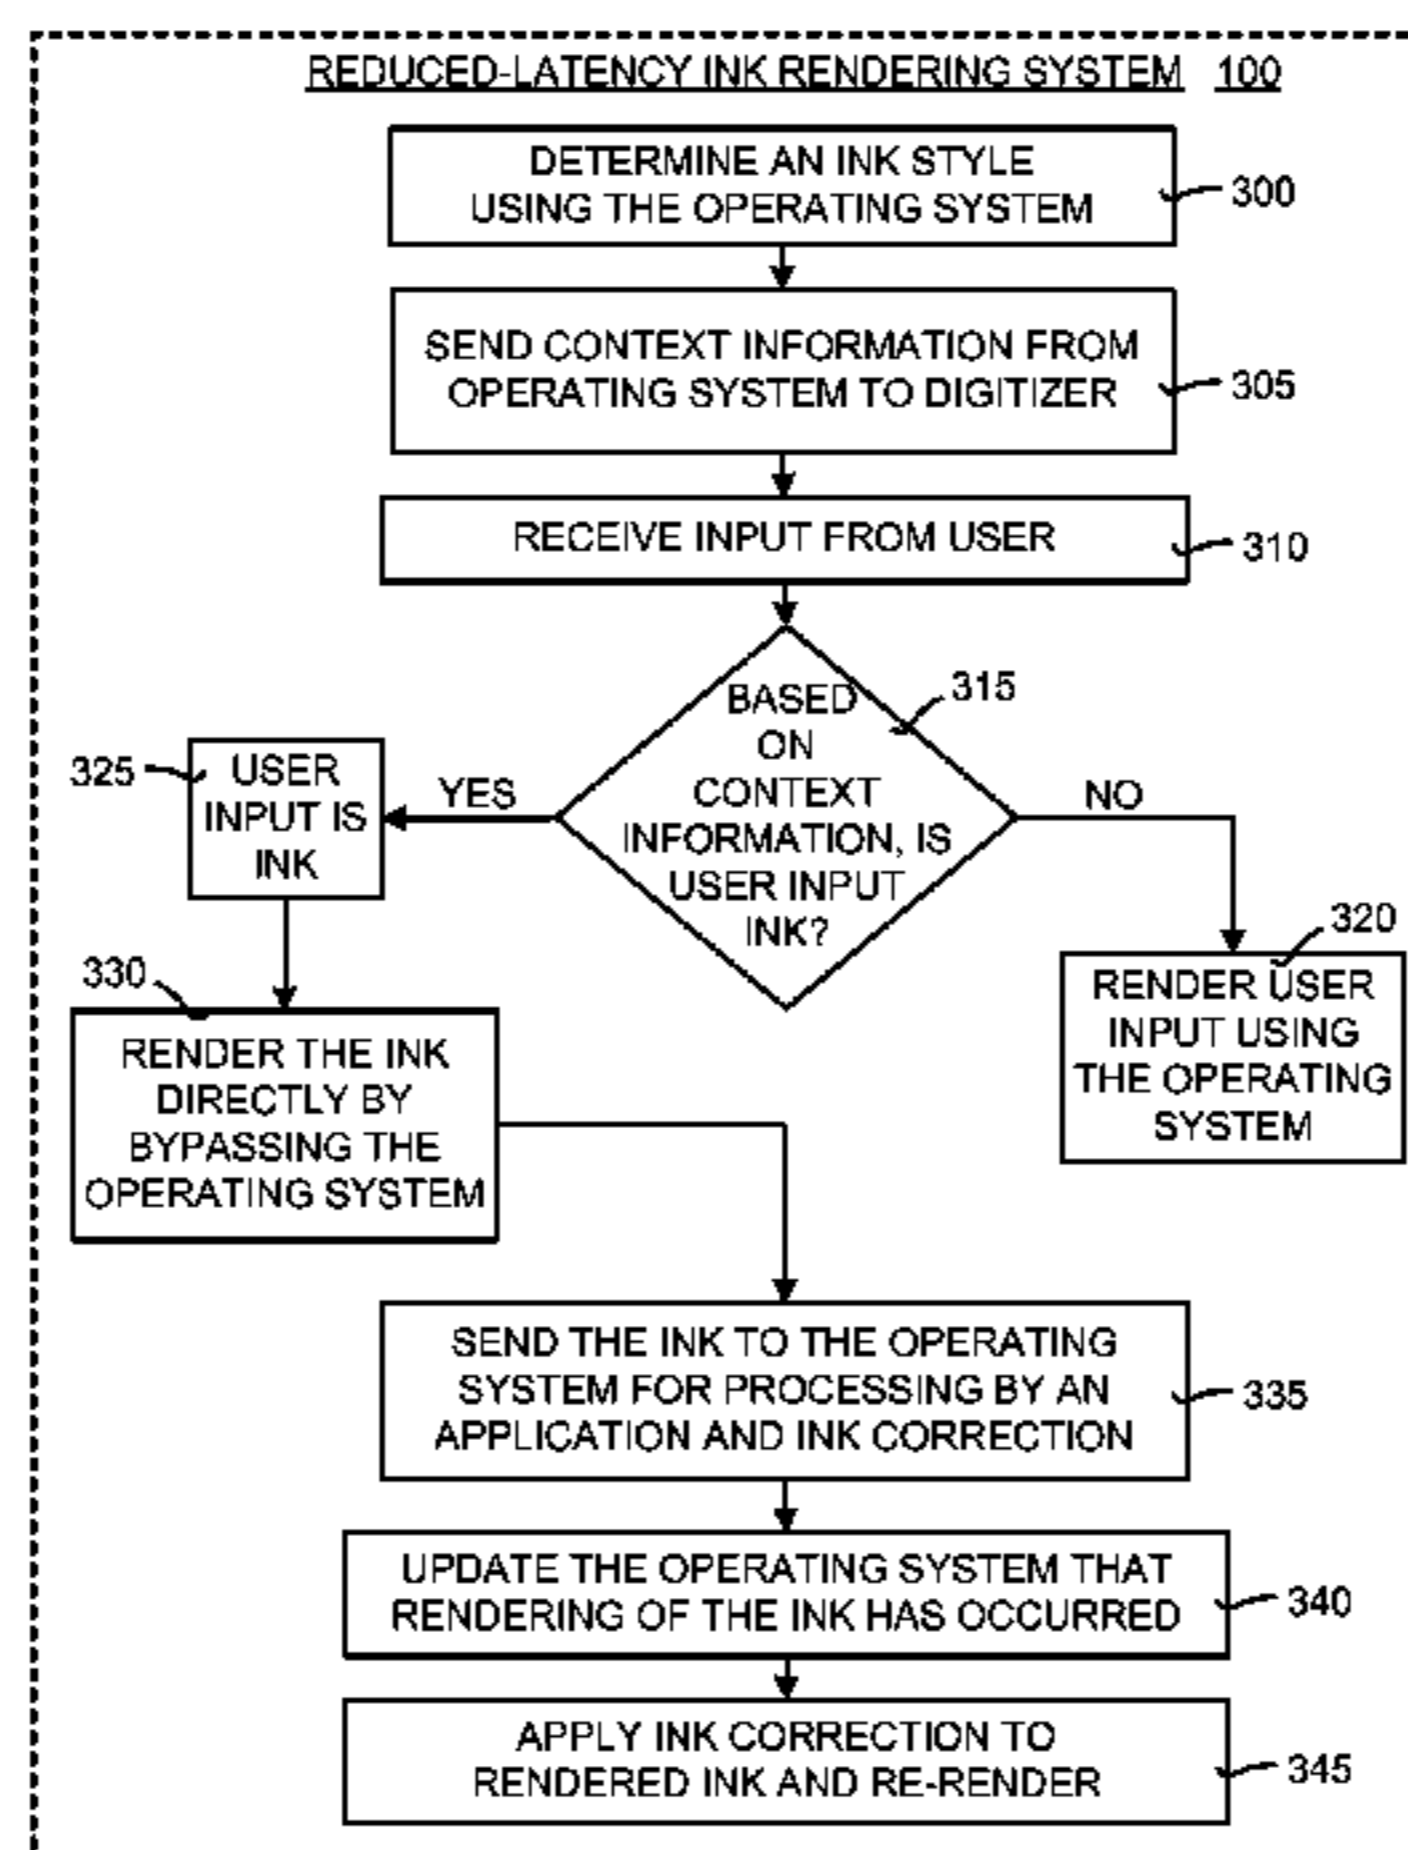 REDUCED-LATENCY INK RENDERING SYSTEM 100
DETERMINE AN INK STYLE
USING THE OPERATING SYSTEM
300
SEND CONTEXT INFORMATION FROM
OPERATING SYSTEM TO DIGITIZER
305
RECEIVE INPUT FROM USER
310
BASED
ON
CONTEXT
INFORMATION, IS
USER INPUT
INK?
315
YES
NO
325
USER
INPUT IS
INK
320
RENDER USER
INPUT USING
THE OPERATING
SYSTEM
330
RENDER THE INK
DIRECTLY BY
BYPASSING THE
OPERATING SYSTEM
SEND THE INK TO THE OPERATING
SYSTEM FOR PROCESSING BY AN
APPLICATION AND INK CORRECTION
335
UPDATE THE OPERATING SYSTEM THAT
RENDERING OF THE INK HAS OCCURRED
340
APPLY INK CORRECTION TO
RENDERED INK AND RE-RENDER
345